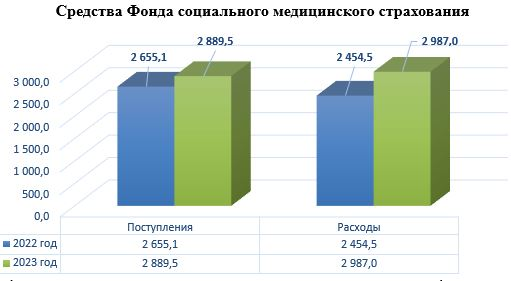 Средства Фонда социального медицинского страхования
2 655,1
2 889,5
2 454,5
2 987,0
3 000,0
2 500,0
2 000,0
1 500,0
1 000,0
500,0
0,0
Поступления Расходы
2022 год 2 655,1 2 454,5
2023 год 2 889,5 2 987,0